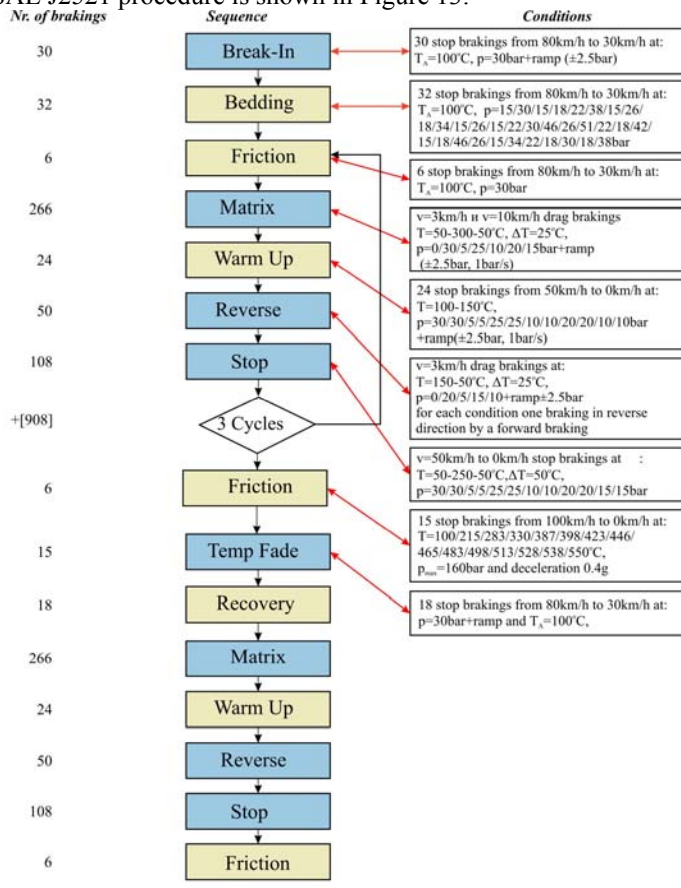 SAE J2521 procedure is shown in Figure
Nr. of brakings
Sequence
Conditions
30
Break-In
30 stop brakings from 80km/h to 30km/h at:
T_A=100°C, p=30bar+ramp (±2.5bar)
32
Bedding
32 stop brakings from 80km/h to 30km/h at:
T_A=100°C, p=15/30/15/18/22/38/15/26/
18/34/15/26/15/22/30/46/26/51/22/18/42/
15/18/46/26/15/34/22/18/30/18/38bar
6
Friction
6 stop brakings from 80km/h to 30km/h at:
T_A=100°C, p=30bar
266
Matrix
v=3km/h и v=10km/h drag brakings
T=50-300-50°C, ΔT=25°C,
p=0/30/5/25/10/20/15bar+ramp
(±2.5bar, 1bar/s)
24
Warm Up
24 stop brakings from 50km/h to 0km/h at:
T=100-150°C,
p=30/30/5/5/25/25/10/10/20/20/10/10bar
+ramp(±2.5bar, 1bar/s)
50
Reverse
v=3km/h drag brakings at:
T=150-50°C, ΔT=25°C,
p=0/20/5/15/10+ramp±2.5bar
for each condition one braking in reverse
direction by a forward braking
108
Stop
v=50km/h to 0km/h stop brakings at :
T=50-250-50°C,ΔT=50°C,
p=30/30/5/5/25/25/10/10/20/20/15/15bar
+[908]
3 Cycles
6
Friction
15 stop brakings from 100km/h to 0km/h at:
T=100/215/283/330/387/398/423/446/
465/483/498/513/528/538/550°C,
p_max=160bar and deceleration 0.4g
15
Temp Fade
18 stop brakings from 80km/h to 30km/h at:
p=30bar+ramp and T_A=100°C,
18
Recovery
266
Matrix
24
Warm Up
50
Reverse
108
Stop
6
Friction